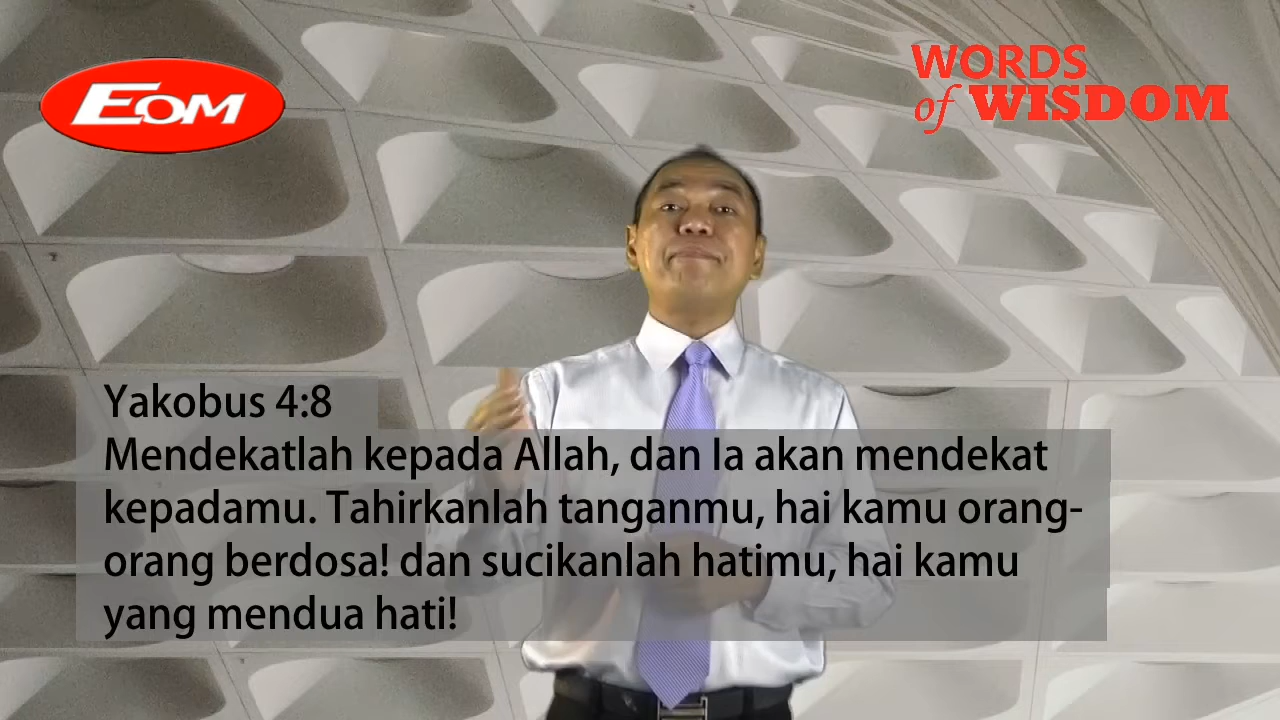 EOM
WORDS
of WISDOM
Yakobus 4:8
Mendekatlah kepada Allah, dan Ia akan mendekat
kepadamu. Tahirkanlah tanganmu, hai kamu orang-
orang berdosa! dan sucikanlah hatimu, hai kamu
yang mendua hati!